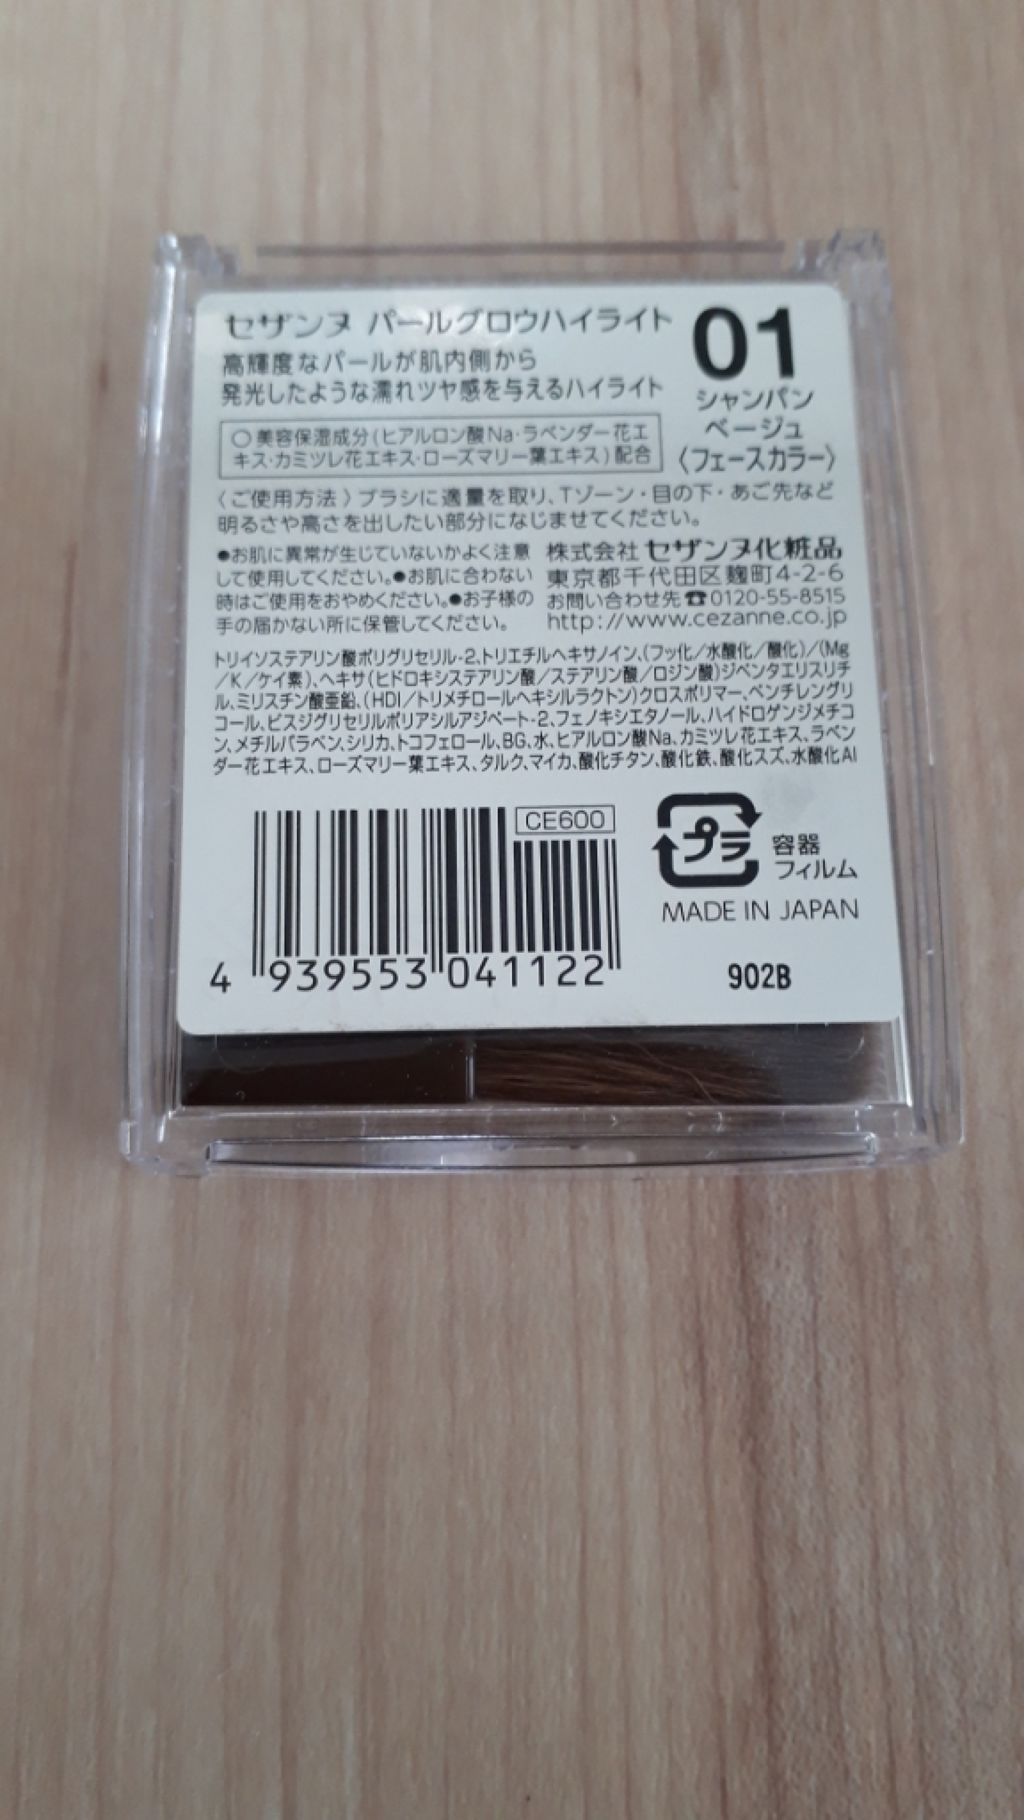 セザンヌ パールグロウハイライト
高輝度なパールが肌内側から
発光したような濡れツヤ感を与えるハイライト
01
シャンパン
ベージュ
〈フェースカラー〉
○美容保湿成分(ヒアルロン酸Na・ラベンダー花エ
キス・カミツレ花エキス・ローズマリー葉エキス)配合
〈ご使用方法〉ブラシに適量を取り、Tゾーン・目の下・あご先など
明るさや高さを出したい部分になじませてください。
●お肌に異常が生じていないかよく注意
して使用してください。●お肌に合わない
時はご使用をおやめください。●お子様の
手の届かない所に保管してください。
株式会社 セザンヌ化粧品
東京都千代田区麹町4-2-6
お問い合わせ先☎0120-55-8515
http://www.cezanne.co.jp
トリイソステアリン酸ポリグリセリル-2、トリエチルヘキサノイン、(フッ化/水酸化/酸化)/(Mg
/K/ケイ素)、ヘキサ(ヒドロキシステアリン酸/ステアリン酸/ロジン酸)ジペンタエリスリチ
ル、ミリスチン酸亜鉛、(HDI/トリメチロールヘキシルラクトン)クロスポリマー、ペンチレングリ
コール、ビスジグリセリルポリアシルアジペート-2、フェノキシエタノール、ハイドロゲンジメチコ
ン、メチルパラベン、シリカ、トコフェロール、BG、水、ヒアルロン酸Na、カミツレ花エキス、ラベン
ダー花エキス、ローズマリー葉エキス、タルク、マイカ、酸化チタン、酸化鉄、酸化スズ、水酸化Al
CE600
4 939553 041122
プラ
容器
フィルム
MADE IN JAPAN
902B